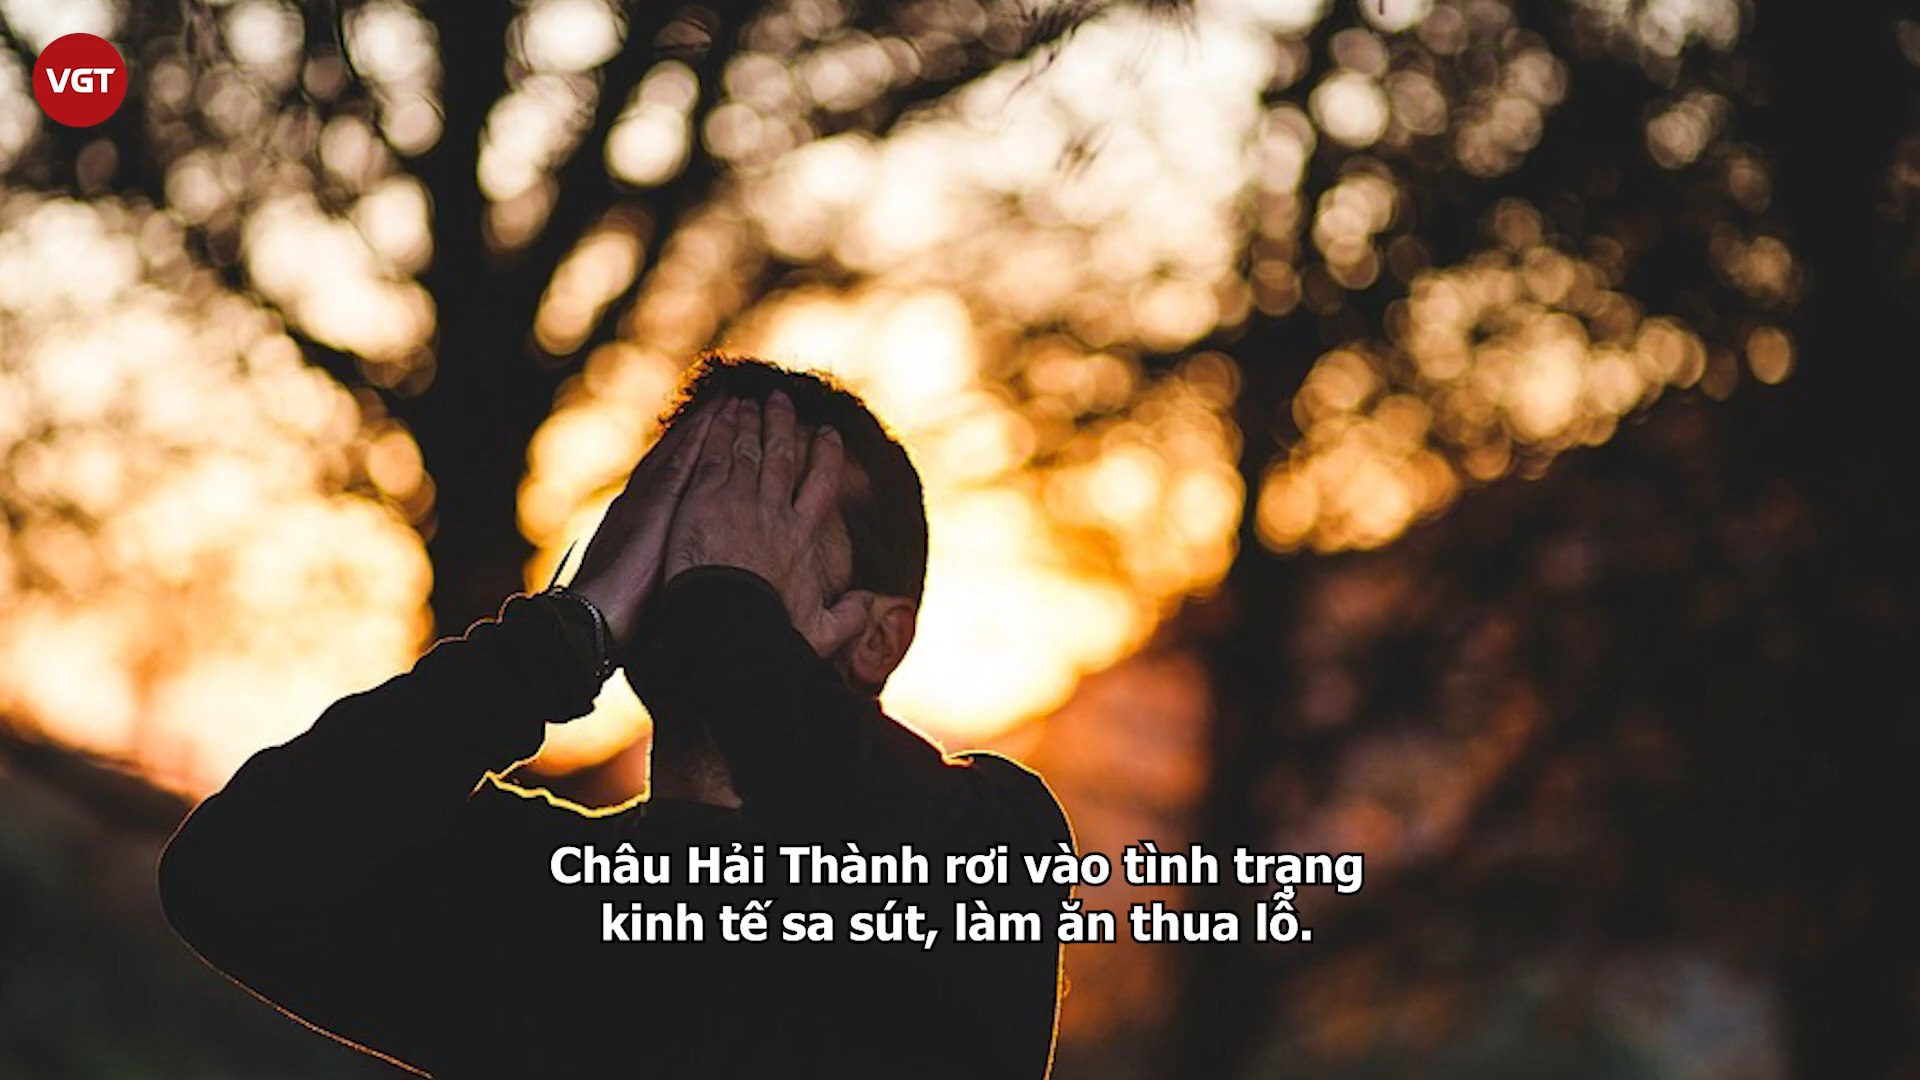 VGT
Châu Hải Thành rơi vào tình trạng
kinh tế sa sút, làm ăn thua lỗ.